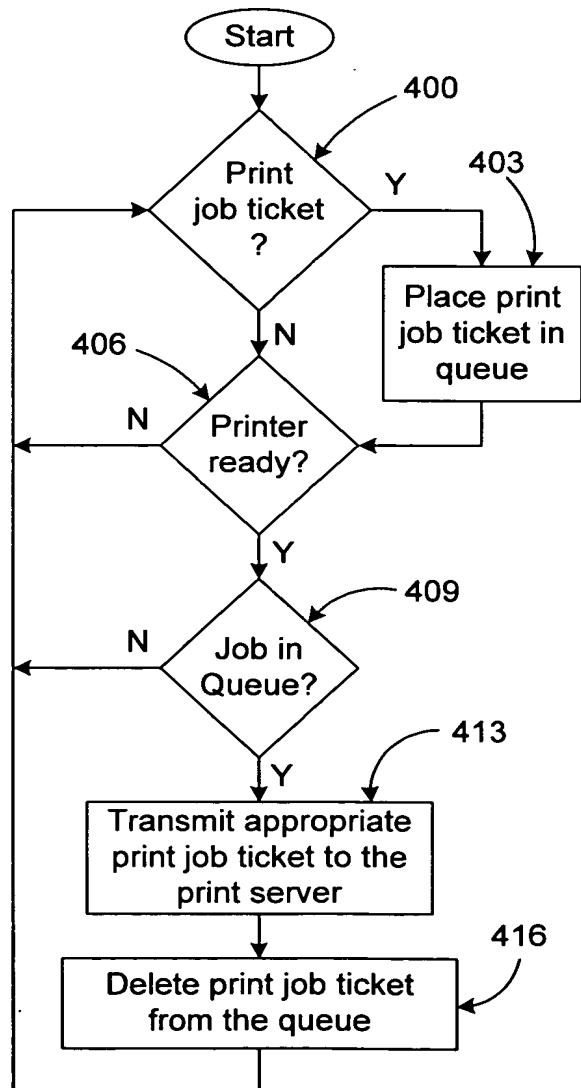 Start
400
Print
job ticket
?
Y
403
Place print
job ticket in
queue
N
406
Printer
ready?
N
Y
409
Job in
Queue?
N
Y
413
Transmit appropriate
print job ticket to the
print server
416
Delete print job ticket
from the queue